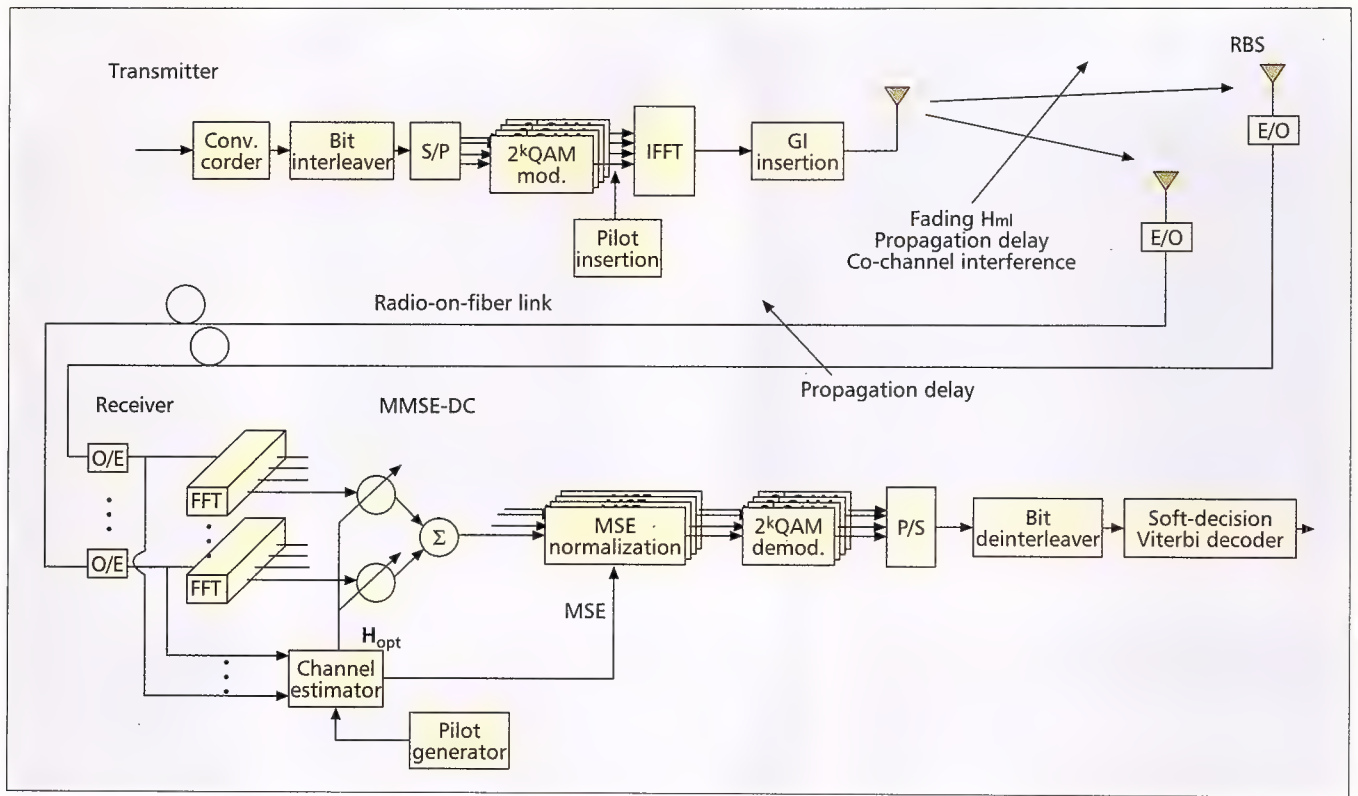 Transmitter
RBS
Conv.
corder
Bit
interleaver
S/P
2kQAM
mod.
IFFT
GI
insertion
E/O
Pilot
insertion
Fading Hml
Propagation delay
Co-channel interference
E/O
Radio-on-fiber link
Propagation delay
Receiver
MMSE-DC
O/E
FFT
Σ
MSE
normalization
2kQAM
demod.
P/S
Bit
deinterleaver
Soft-decision
Viterbi decoder
O/E
FFT
MSE
Hopt
Channel
estimator
Pilot
generator